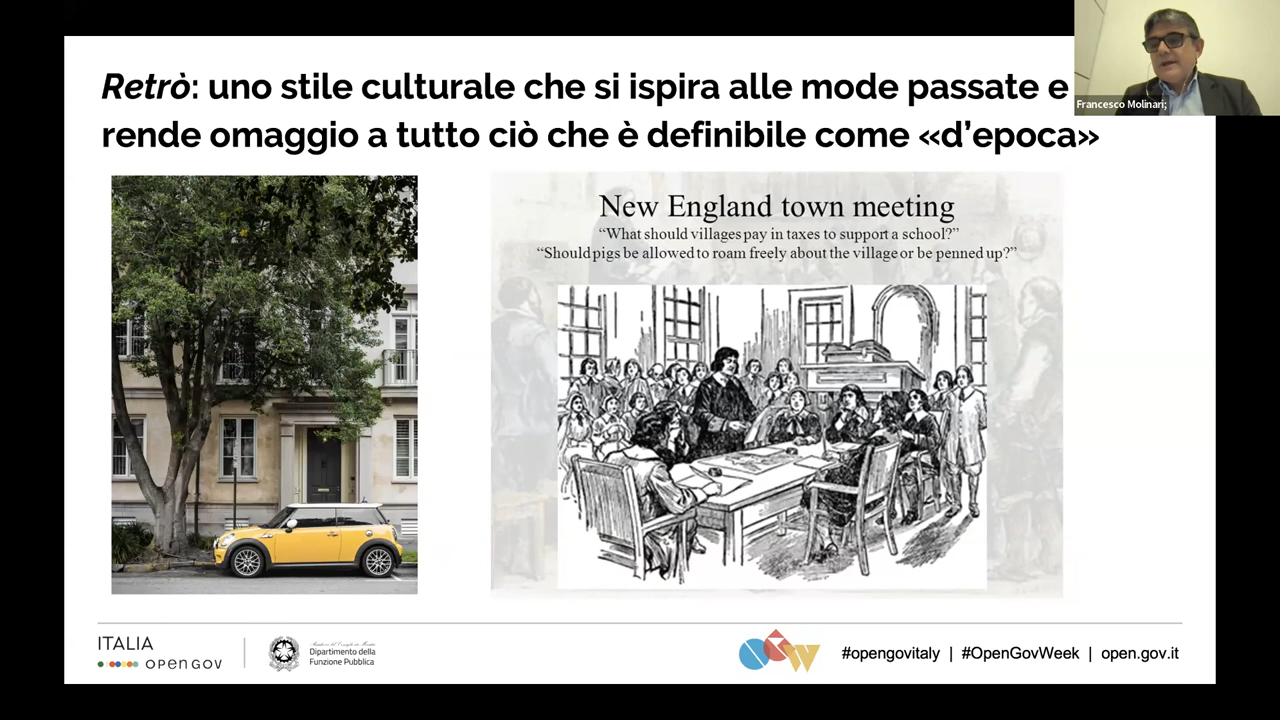 Retrò: uno stile culturale che si ispira alle mode passate e
rende omaggio a tutto ciò che è definibile come «d’epoca»
Francesco Molinari;
New England town meeting
“What should villages pay in taxes to support a school?”
“Should pigs be allowed to roam freely about the village or be penned up?”
ITALIA
OPEN GOV
Dipartimento della
Funzione Pubblica
OGW
#opengovitaly | #OpenGovWeek | open.gov.it